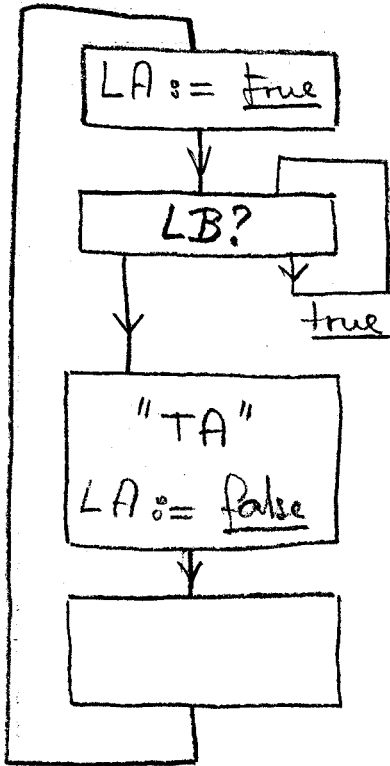 LA := true
LB?
true
"TA"
LA := false